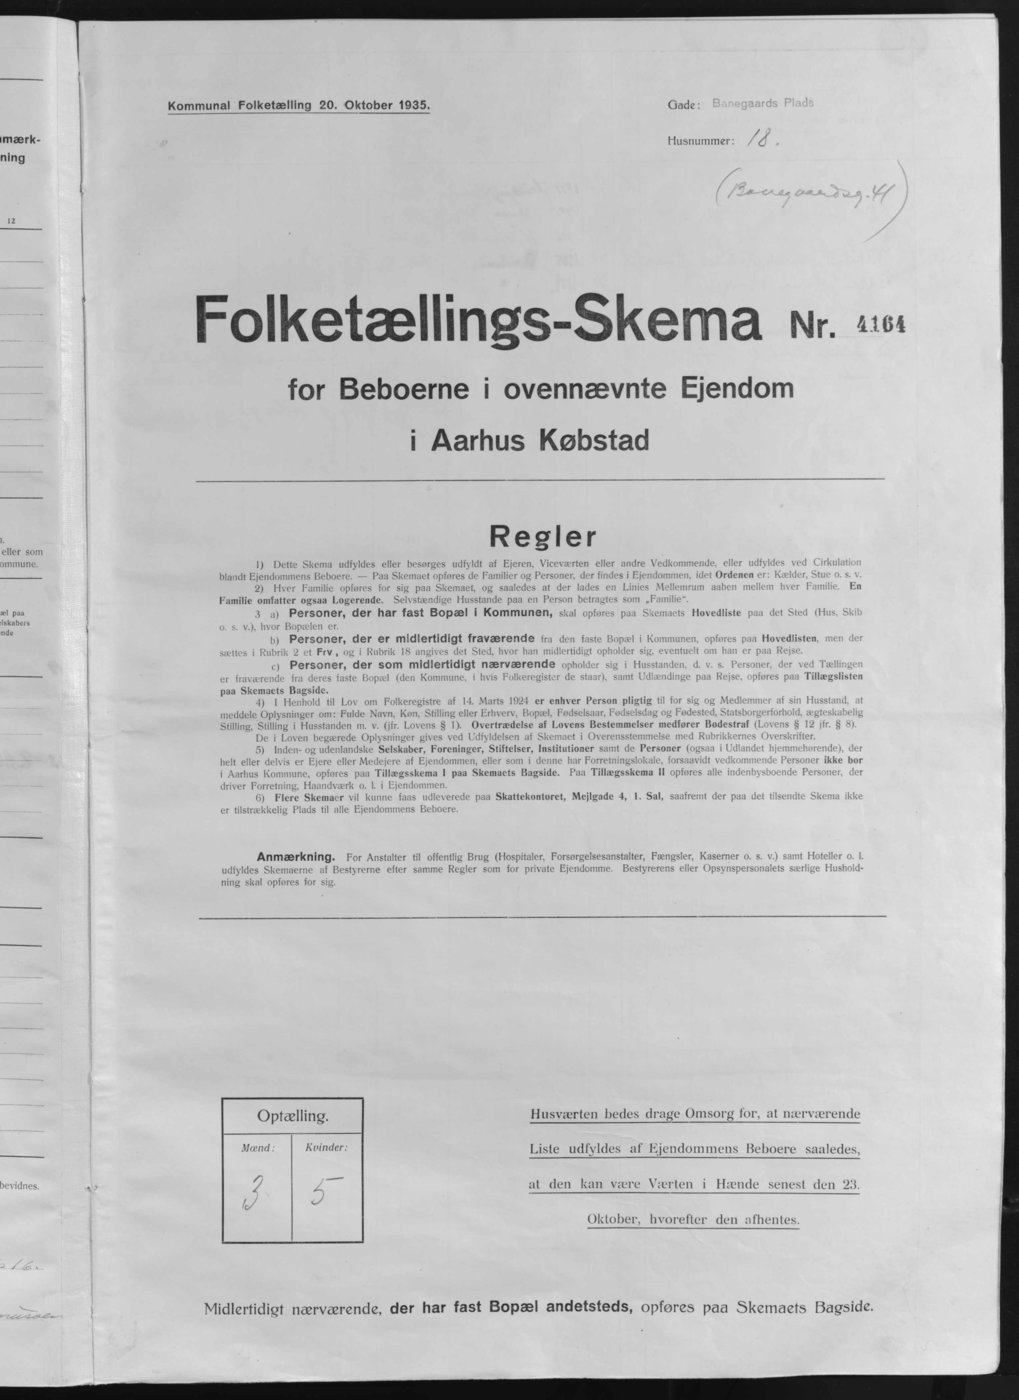 Kommunal Folketælling 20. Oktober 1935.
Gade: Banegaards Plads
Husnummer: 18.
(Banegaardsg. 41)
Folketællings-Skema Nr. 4164
for Beboerne i ovennævnte Ejendom
i Aarhus Købstad
Regler
1) Dette Skema udfyldes eller besørges udfyldt af Ejeren, Viceværten eller andre Vedkommende, eller udfyldes ved Cirkulation
blandt Ejendommens Beboere. — Paa Skemaet opføres de Familier og Personer, der findes i Ejendommen, idet Ordenen er: Kælder, Stue o. s. v.
2) Hver Familie opføres for sig paa Skemaet, og saaledes at der lades en Linies Mellemrum aaben mellem hver Familie. En
Familie omfatter ogsaa Logerende. Selvstændige Husstande paa en Person betragtes som „Familie“.
3 a) Personer, der har fast Bopæl i Kommunen, skal opføres paa Skemaets Hovedliste paa det Sted (Hus, Skib
o. s. v.), hvor Bopælen er.
b) Personer, der er midlertidigt fraværende fra den faste Bopæl i Kommunen, opføres paa Hovedlisten, men der
sættes i Rubrik 2 et Frv., og i Rubrik 18 angives det Sted, hvor han midlertidigt opholder sig, eventuelt om han er paa Rejse.
c) Personer, der som midlertidigt nærværende opholder sig i Husstanden, d. v. s. Personer, der ved Tællingen
er fraværende fra deres faste Bopæl (den Kommune, i hvis Folkeregister de staar), samt Udlændinge paa Rejse, opføres paa Tillægslisten
paa Skemaets Bagside.
4) I Henhold til Lov om Folkeregistre af 14. Marts 1924 er enhver Person pligtig til for sig og Medlemmer af sin Husstand, at
meddele Oplysninger om: Fulde Navn, Køn, Stilling eller Erhverv, Bopæl, Fødselsaar, Fødselsdag og Fødested, Statsborgerforhold, ægteskabelig
Stilling, Stilling i Husstanden m. v. (jfr. Lovens § 1). Overtrædelse af Lovens Bestemmelser medfører Bødestraf (Lovens § 12 jfr. § 8).
De i Loven begærede Oplysninger gives ved Udfyldelsen af Skemaet i Overensstemmelse med Rubrikkernes Overskrifter.
5) Inden- og udenlandske Selskaber, Foreninger, Stiftelser, Institutioner samt de Personer (ogsaa i Udlandet hjemmehørende), der
helt eller delvis er Ejere eller Medejere af Ejendommen, eller som i denne har Forretningslokale, forsaavidt vedkommende Personer ikke bor
i Aarhus Kommune, opføres paa Tillægsskema I paa Skemaets Bagside. Paa Tillægsskema II opføres alle indenbysboende Personer, der
driver Forretning, Haandværk o. l. i Ejendommen.
6) Flere Skemaer vil kunne faas udleverede paa Skattekontoret, Mejlgade 4, 1. Sal, saafremt der paa det tilsendte Skema ikke
er tilstrækkelig Plads til alle Ejendommens Beboere.
Anmærkning. For Anstalter til offentlig Brug (Hospitaler, Forsørgelsesanstalter, Fængsler, Kaserner o. s. v.) samt Hoteller o. l.
udfyldes Skemaerne af Bestyrerne efter samme Regler som for private Ejendomme. Bestyrerens eller Opsynspersonalets særlige Hushold-
ning skal opføres for sig.
Optælling.
Mænd: Kvinder:
3 5
Husværten bedes drage Omsorg for, at nærværende
Liste udfyldes af Ejendommens Beboere saaledes,
at den kan være Værten i Hænde senest den 23.
Oktober, hvorefter den afhentes.
Midlertidigt nærværende, der har fast Bopæl andetsteds, opføres paa Skemaets Bagside.
mærk-
ning
12
eller som
ommune.
æl paa
elskabers
nde
bevidnes.